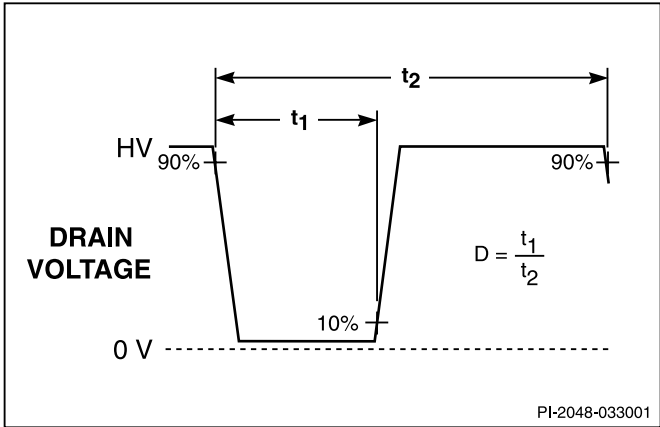 t2
t1
HV
90%
90%
DRAIN
VOLTAGE
D = t1
t2
10%
0 V
PI-2048-033001